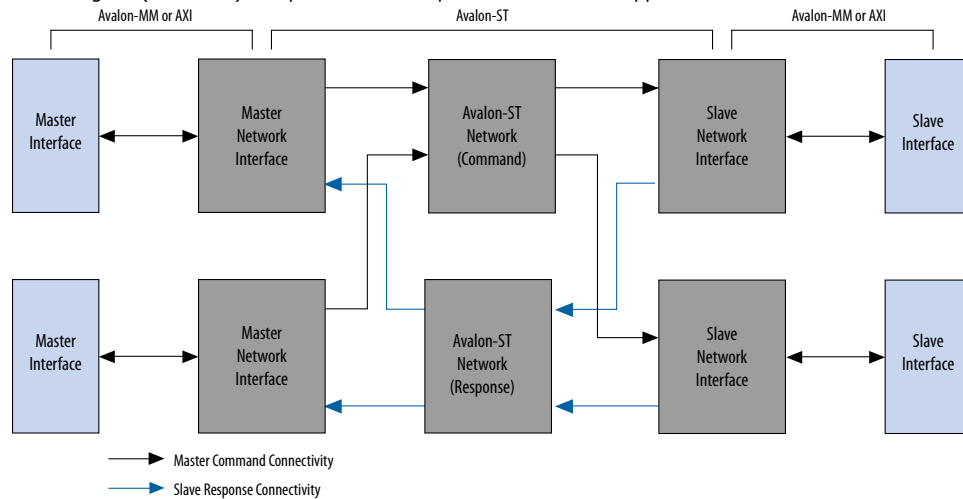 Avalon-MM or AXI
Avalon-ST
Avalon-MM or AXI
Master
Interface
Master
Network
Interface
Avalon-ST
Network
(Command)
Slave
Network
Interface
Slave
Interface
Master
Interface
Master
Network
Interface
Avalon-ST
Network
(Response)
Slave
Network
Interface
Slave
Interface
Master Command Connectivity
Slave Response Connectivity